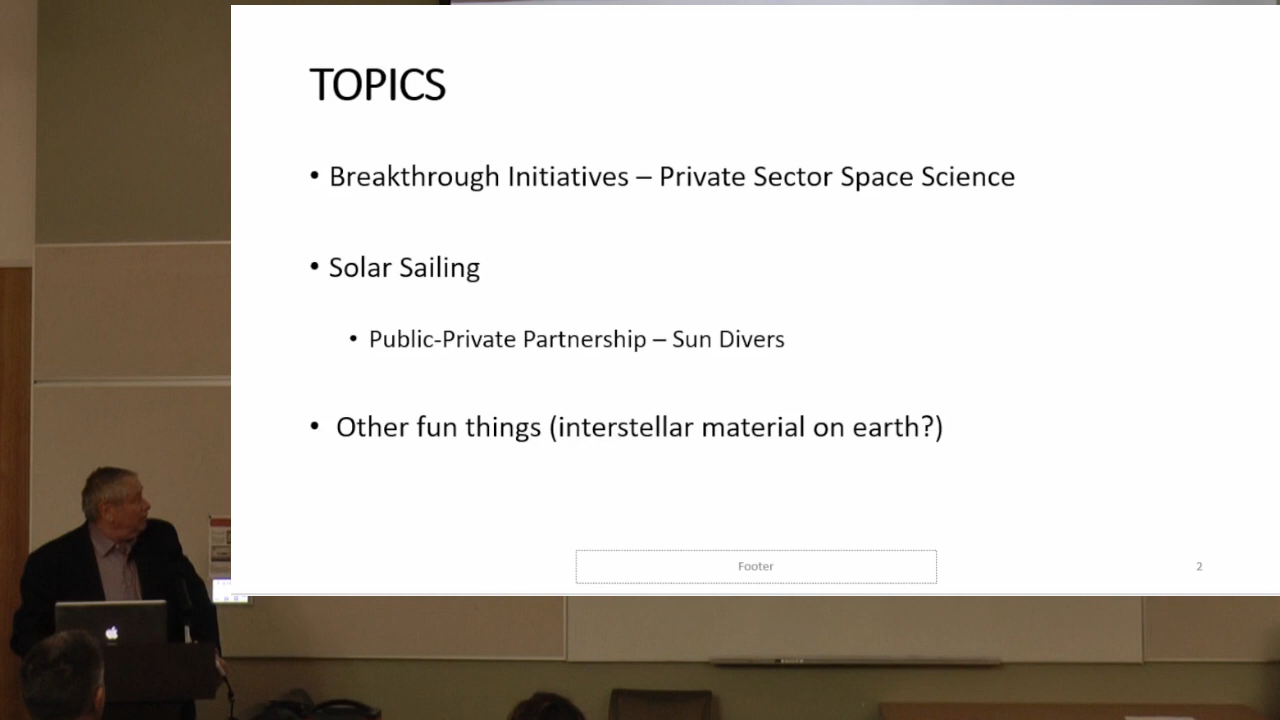 TOPICS
• Breakthrough Initiatives – Private Sector Space Science
• Solar Sailing
• Public-Private Partnership – Sun Divers
• Other fun things (interstellar material on earth?)
Footer
2